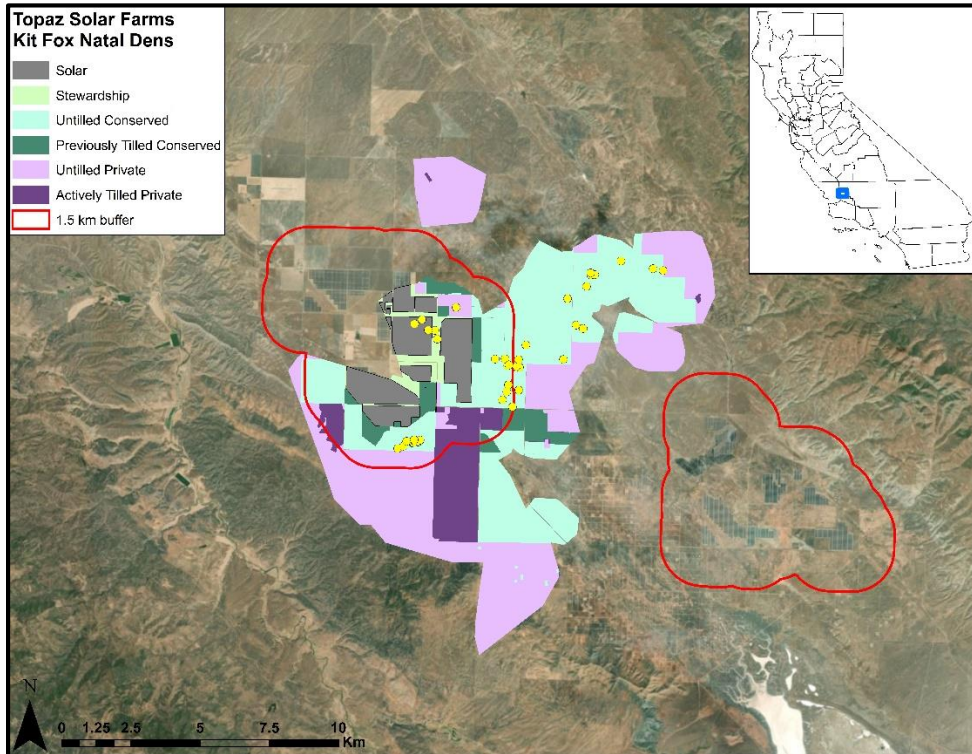 Topaz Solar Farms
Kit Fox Natal Dens
Solar
Stewardship
Untilled Conserved
Previously Tilled Conserved
Untilled Private
Actively Tilled Private
1.5 km buffer
N
0 1.25 2.5 5 7.5 10
Km